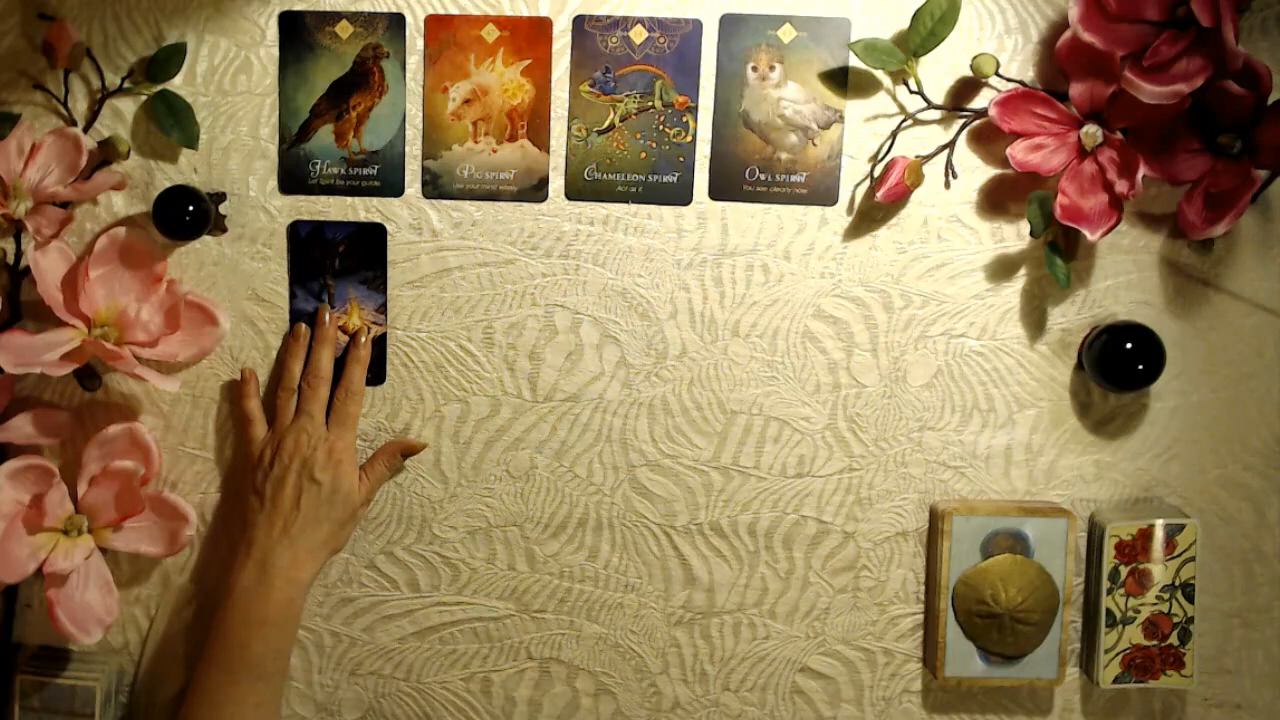 HAWK SPIRIT
Let Spirit be your guide.
PIG SPIRIT
Use your mind wisely.
CHAMELEON SPIRIT
Act as if.
OWL SPIRIT
You see clearly now.